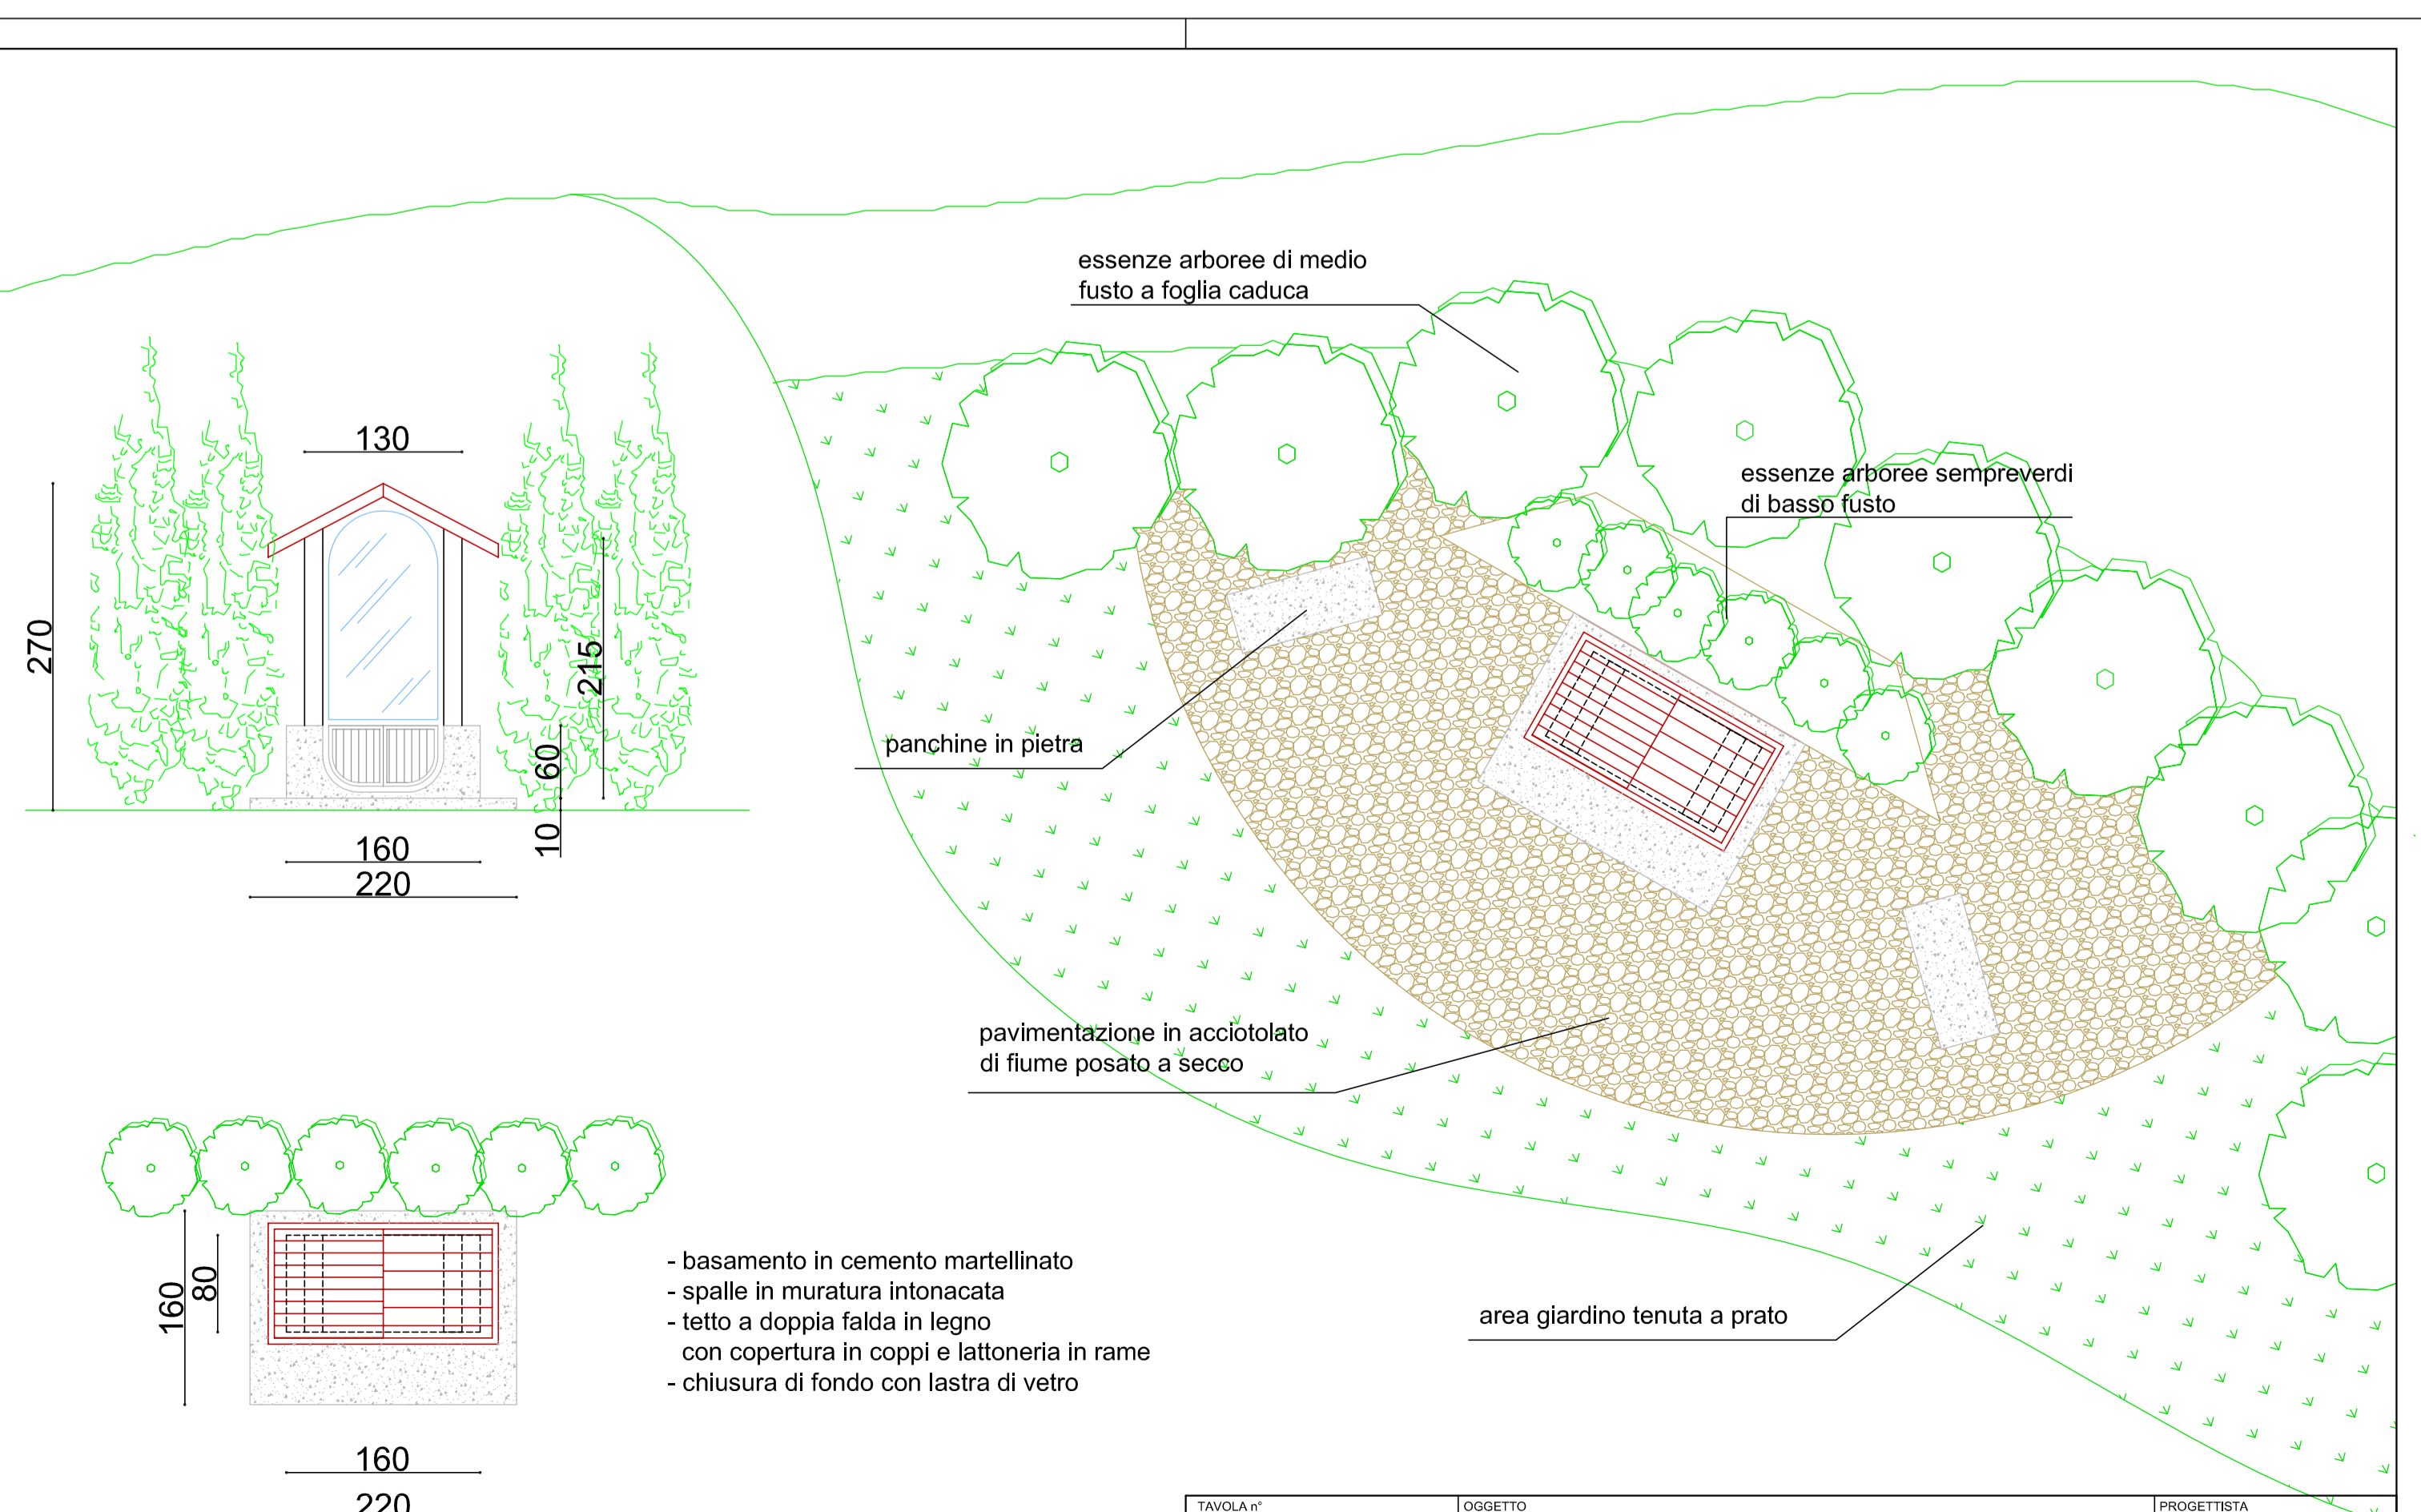 essenze arboree di medio
fusto a foglia caduca
130
essenze arboree sempreverdi
di basso fusto
270
215
panchine in pietra
60
10
160
220
pavimentazione in acciotolato
di fiume posato a secco
160
80
- basamento in cemento martellinato
- spalle in muratura intonacata
- tetto a doppia falda in legno
con copertura in coppi e lattoneria in rame
- chiusura di fondo con lastra di vetro
area giardino tenuta a prato
160
220
TAVOLA n°
OGGETTO
PROGETTISTA